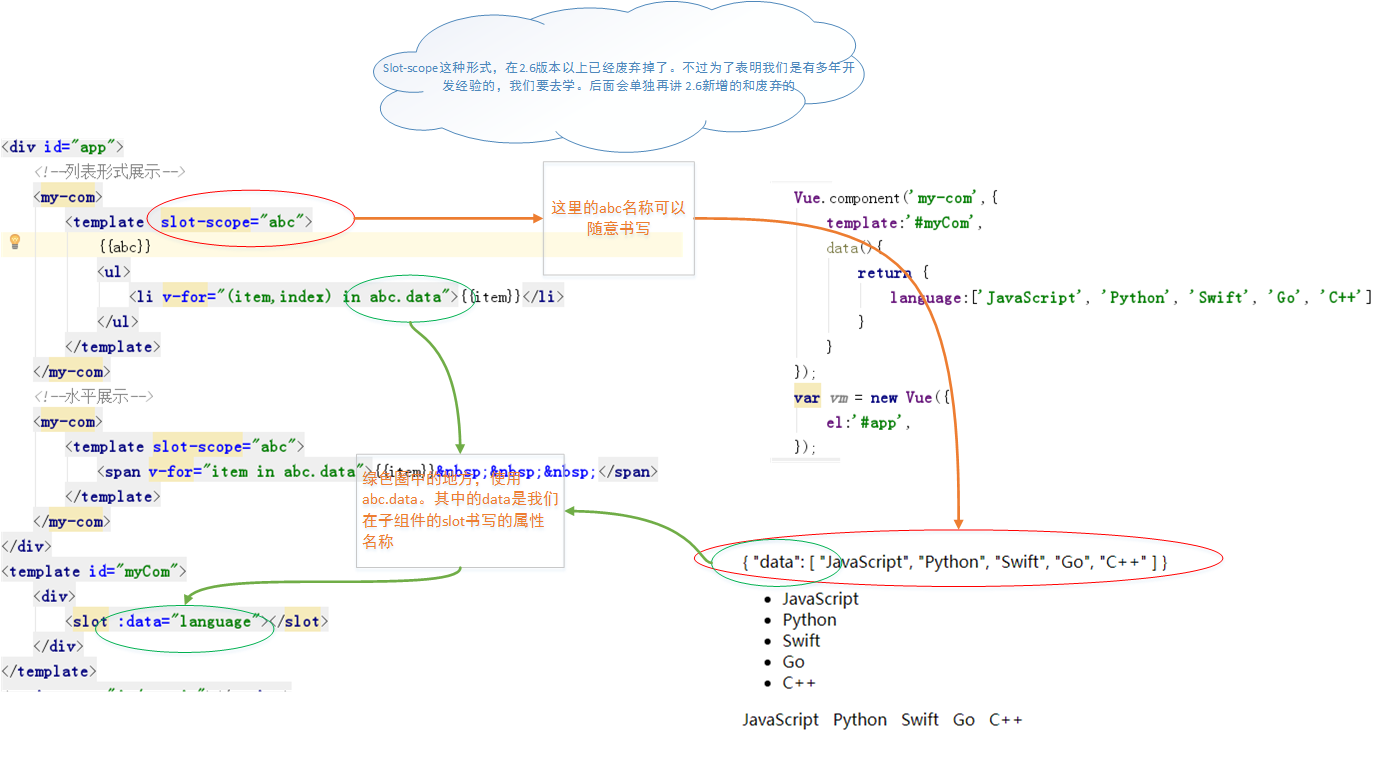 Slot-scope这种形式，在2.6版本以上已经废弃掉了。不过为了表明我们是有多年开
发经验的，我们要去学。后面会单独再讲 2.6新增的和废弃的
<div id="app">
<!--列表形式展示-->
<my-com>
<template slot-scope="abc">
{{abc}}
<ul>
<li v-for="(item,index) in abc.data">{{item}}</li>
</ul>
</template>
</my-com>
<!--水平展示-->
<my-com>
<template slot-scope="abc">
<span v-for="item in abc.data">{{item}}&nbsp;&nbsp;&nbsp;</span>
</template>
</my-com>
</div>
<template id="myCom">
<div>
<slot :data="language"></slot>
</div>
</template>
这里的abc名称可以
随意书写
绿色圈中的地方，使用
abc.data。其中的data是我们
在子组件的slot书写的属性
名称
Vue.component('my-com',{
template:'#myCom',
data(){
return {
language:['JavaScript', 'Python', 'Swift', 'Go', 'C++']
}
}
});
var vm = new Vue({
el:'#app',
});
{ "data": [ "JavaScript", "Python", "Swift", "Go", "C++" ] }
• JavaScript
• Python
• Swift
• Go
• C++
JavaScript Python Swift Go C++